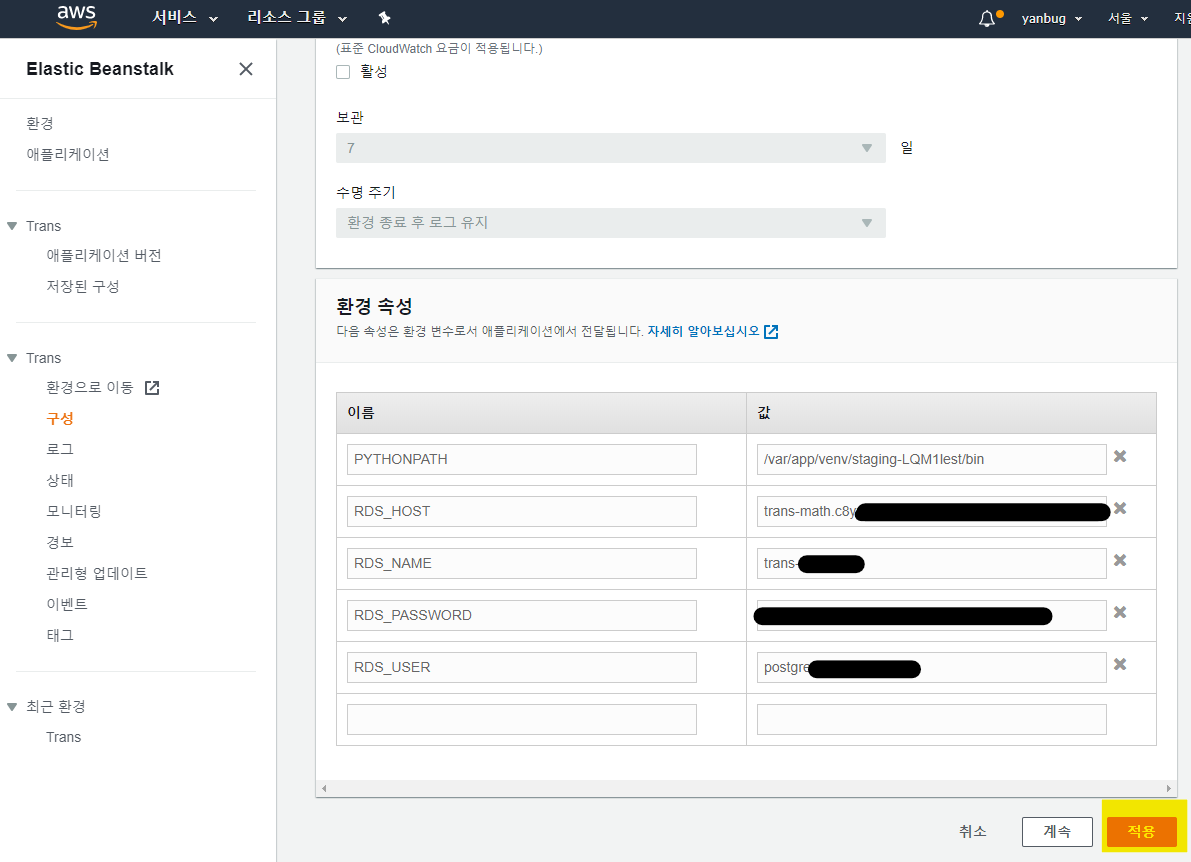 aws 서비스 리소스 그룹 yanbug 서울
Elastic Beanstalk
환경
애플리케이션
Trans
애플리케이션 버전
저장된 구성
Trans
환경으로 이동
구성
로그
상태
모니터링
경보
관리형 업데이트
이벤트
태그
최근 환경
Trans
(표준 CloudWatch 요금이 적용됩니다.)
활성
보관
7 일
수명 주기
환경 종료 후 로그 유지
환경 속성
다음 속성은 환경 변수로서 애플리케이션에서 전달됩니다. 자세히 알아보십시오
이름 값
PYTHONPATH /var/app/venv/staging-LQM1lest/bin
RDS_HOST trans-math.c8y
RDS_NAME trans-
RDS_PASSWORD
RDS_USER postgre
취소 계속 적용